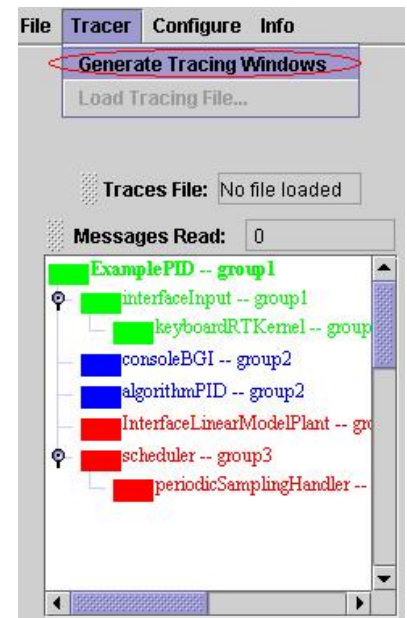 File Tracer Configure Info
Generate Tracing Windows
Load Tracing File...
Traces File: No file loaded
Messages Read: 0
ExamplePID -- group1
interfaceInput -- group1
keyboardRTKernel -- group
consoleBGI -- group2
algorithmPID -- group2
InterfaceLinearModelPlant -- gro
scheduler -- group3
periodicSamplingHandler --